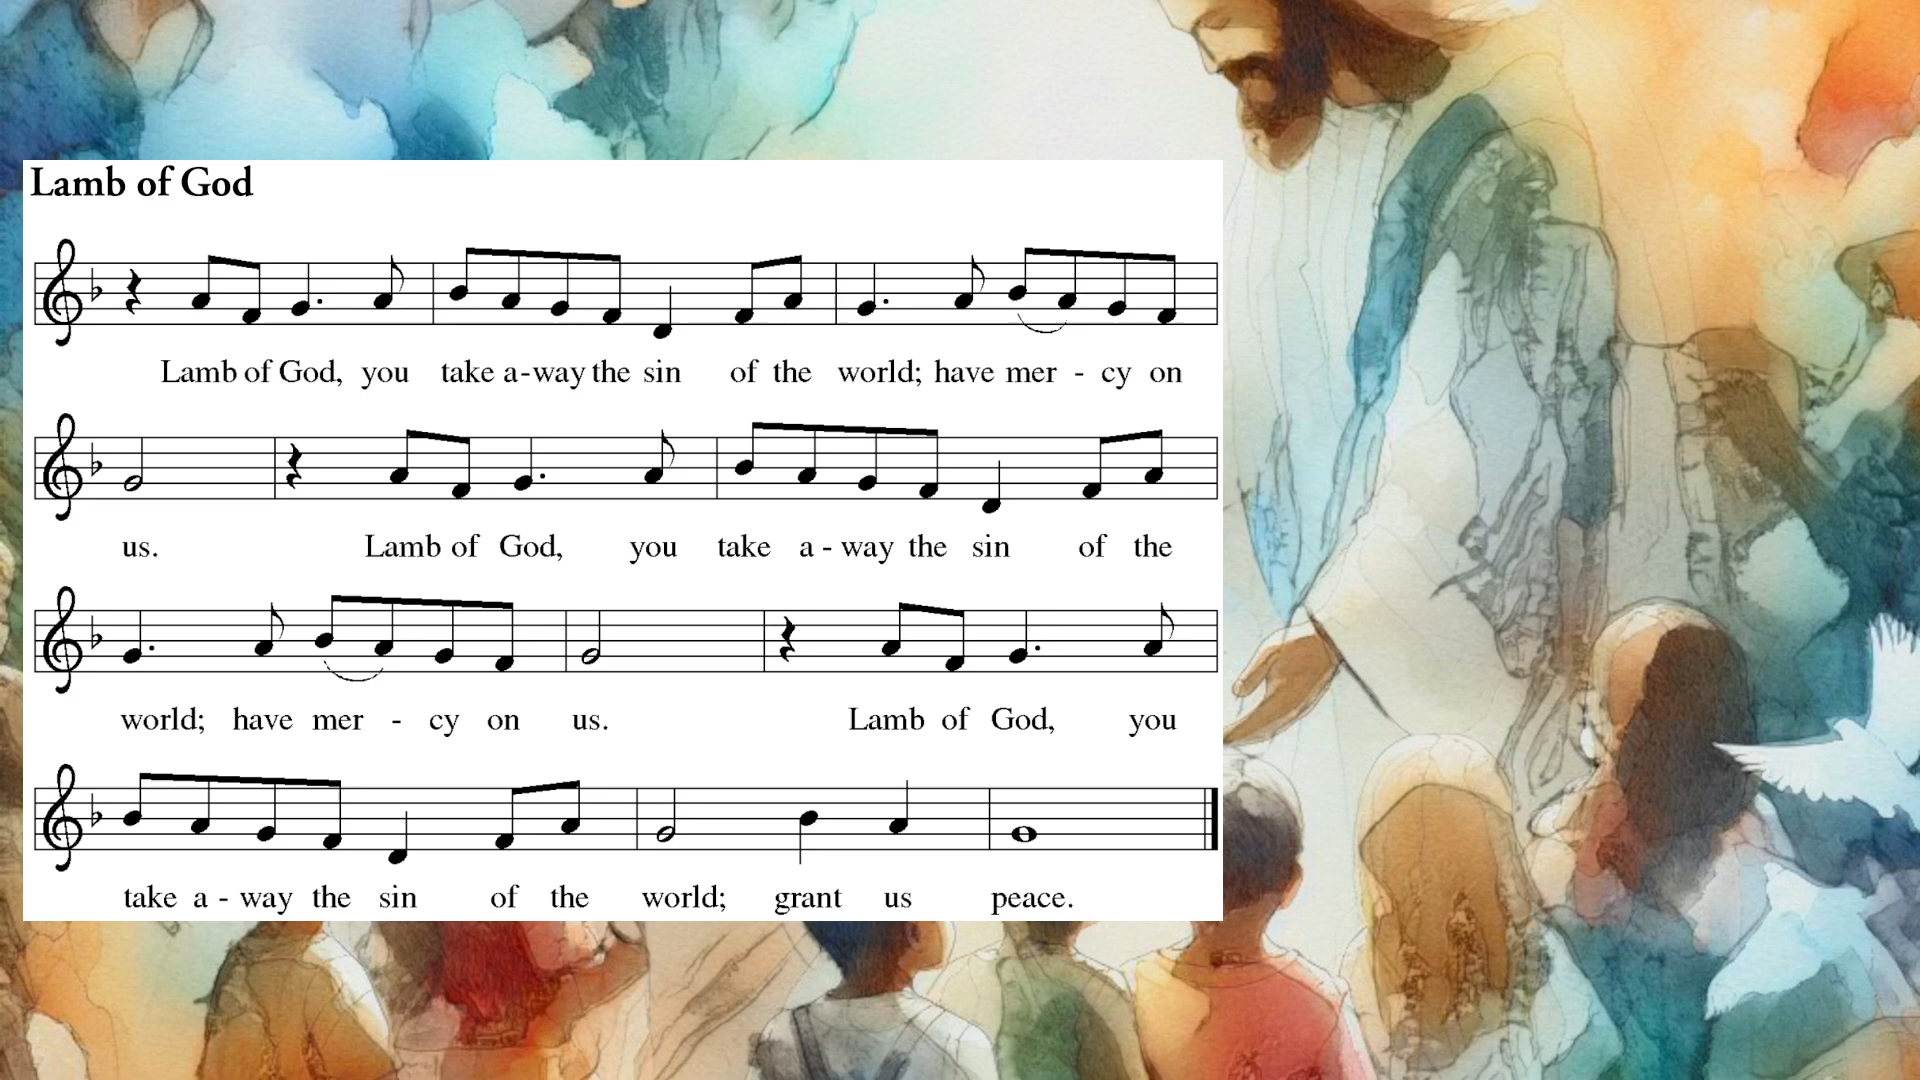 Lamb of God
Lamb of God, you take a-way the sin of the world; have mer - cy on
us. Lamb of God, you take a - way the sin of the
world; have mer - cy on us. Lamb of God, you
take a - way the sin of the world; grant us peace.